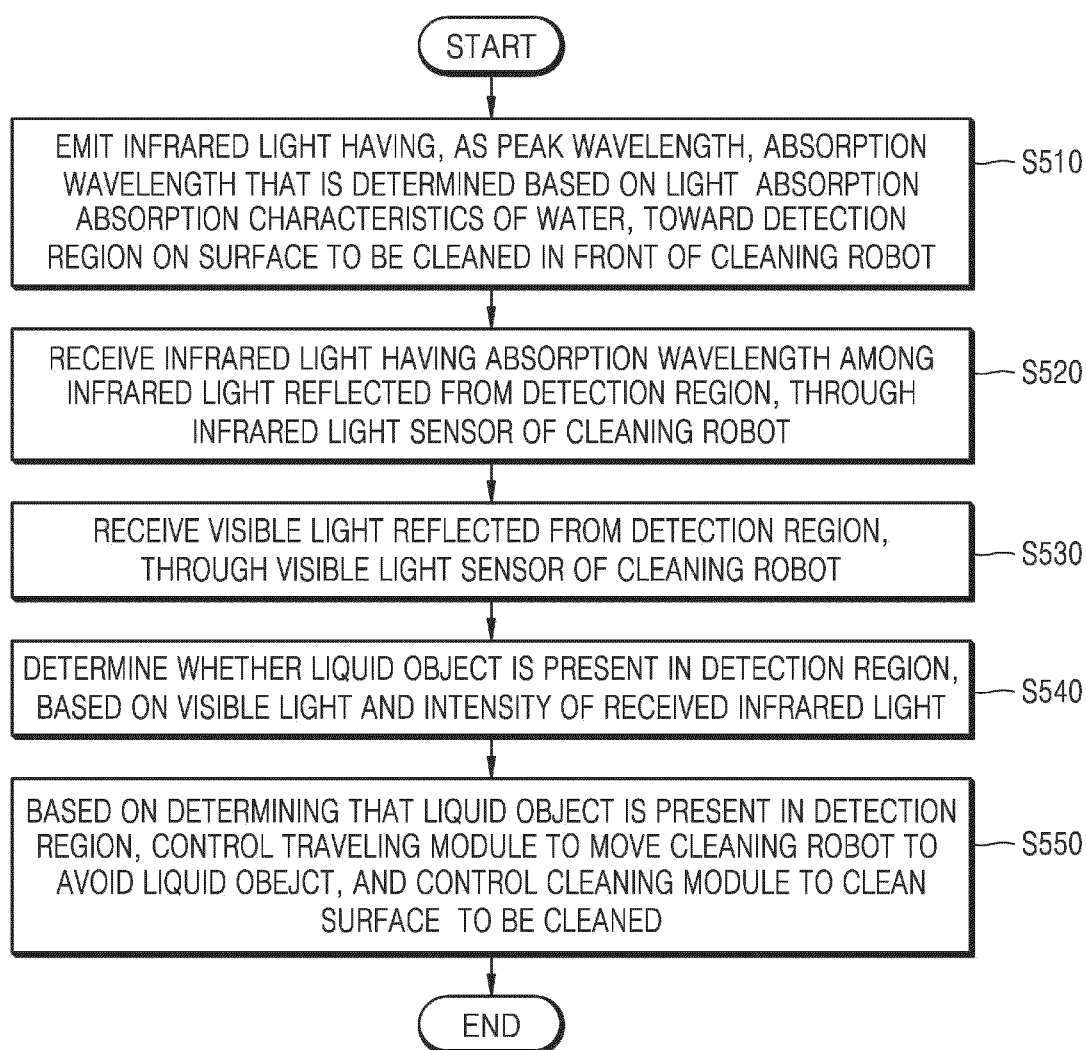 START
EMIT INFRARED LIGHT HAVING, AS PEAK WAVELENGTH, ABSORPTION
WAVELENGTH THAT IS DETERMINED BASED ON LIGHT ABSORPTION
ABSORPTION CHARACTERISTICS OF WATER, TOWARD DETECTION
REGION ON SURFACE TO BE CLEANED IN FRONT OF CLEANING ROBOT
S510
RECEIVE INFRARED LIGHT HAVING ABSORPTION WAVELENGTH AMONG
INFRARED LIGHT REFLECTED FROM DETECTION REGION, THROUGH
INFRARED LIGHT SENSOR OF CLEANING ROBOT
S520
RECEIVE VISIBLE LIGHT REFLECTED FROM DETECTION REGION,
THROUGH VISIBLE LIGHT SENSOR OF CLEANING ROBOT
S530
DETERMINE WHETHER LIQUID OBJECT IS PRESENT IN DETECTION REGION,
BASED ON VISIBLE LIGHT AND INTENSITY OF RECEIVED INFRARED LIGHT
S540
BASED ON DETERMINING THAT LIQUID OBJECT IS PRESENT IN DETECTION
REGION, CONTROL TRAVELING MODULE TO MOVE CLEANING ROBOT TO
AVOID LIQUID OBEJCT, AND CONTROL CLEANING MODULE TO CLEAN
SURFACE TO BE CLEANED
S550
END